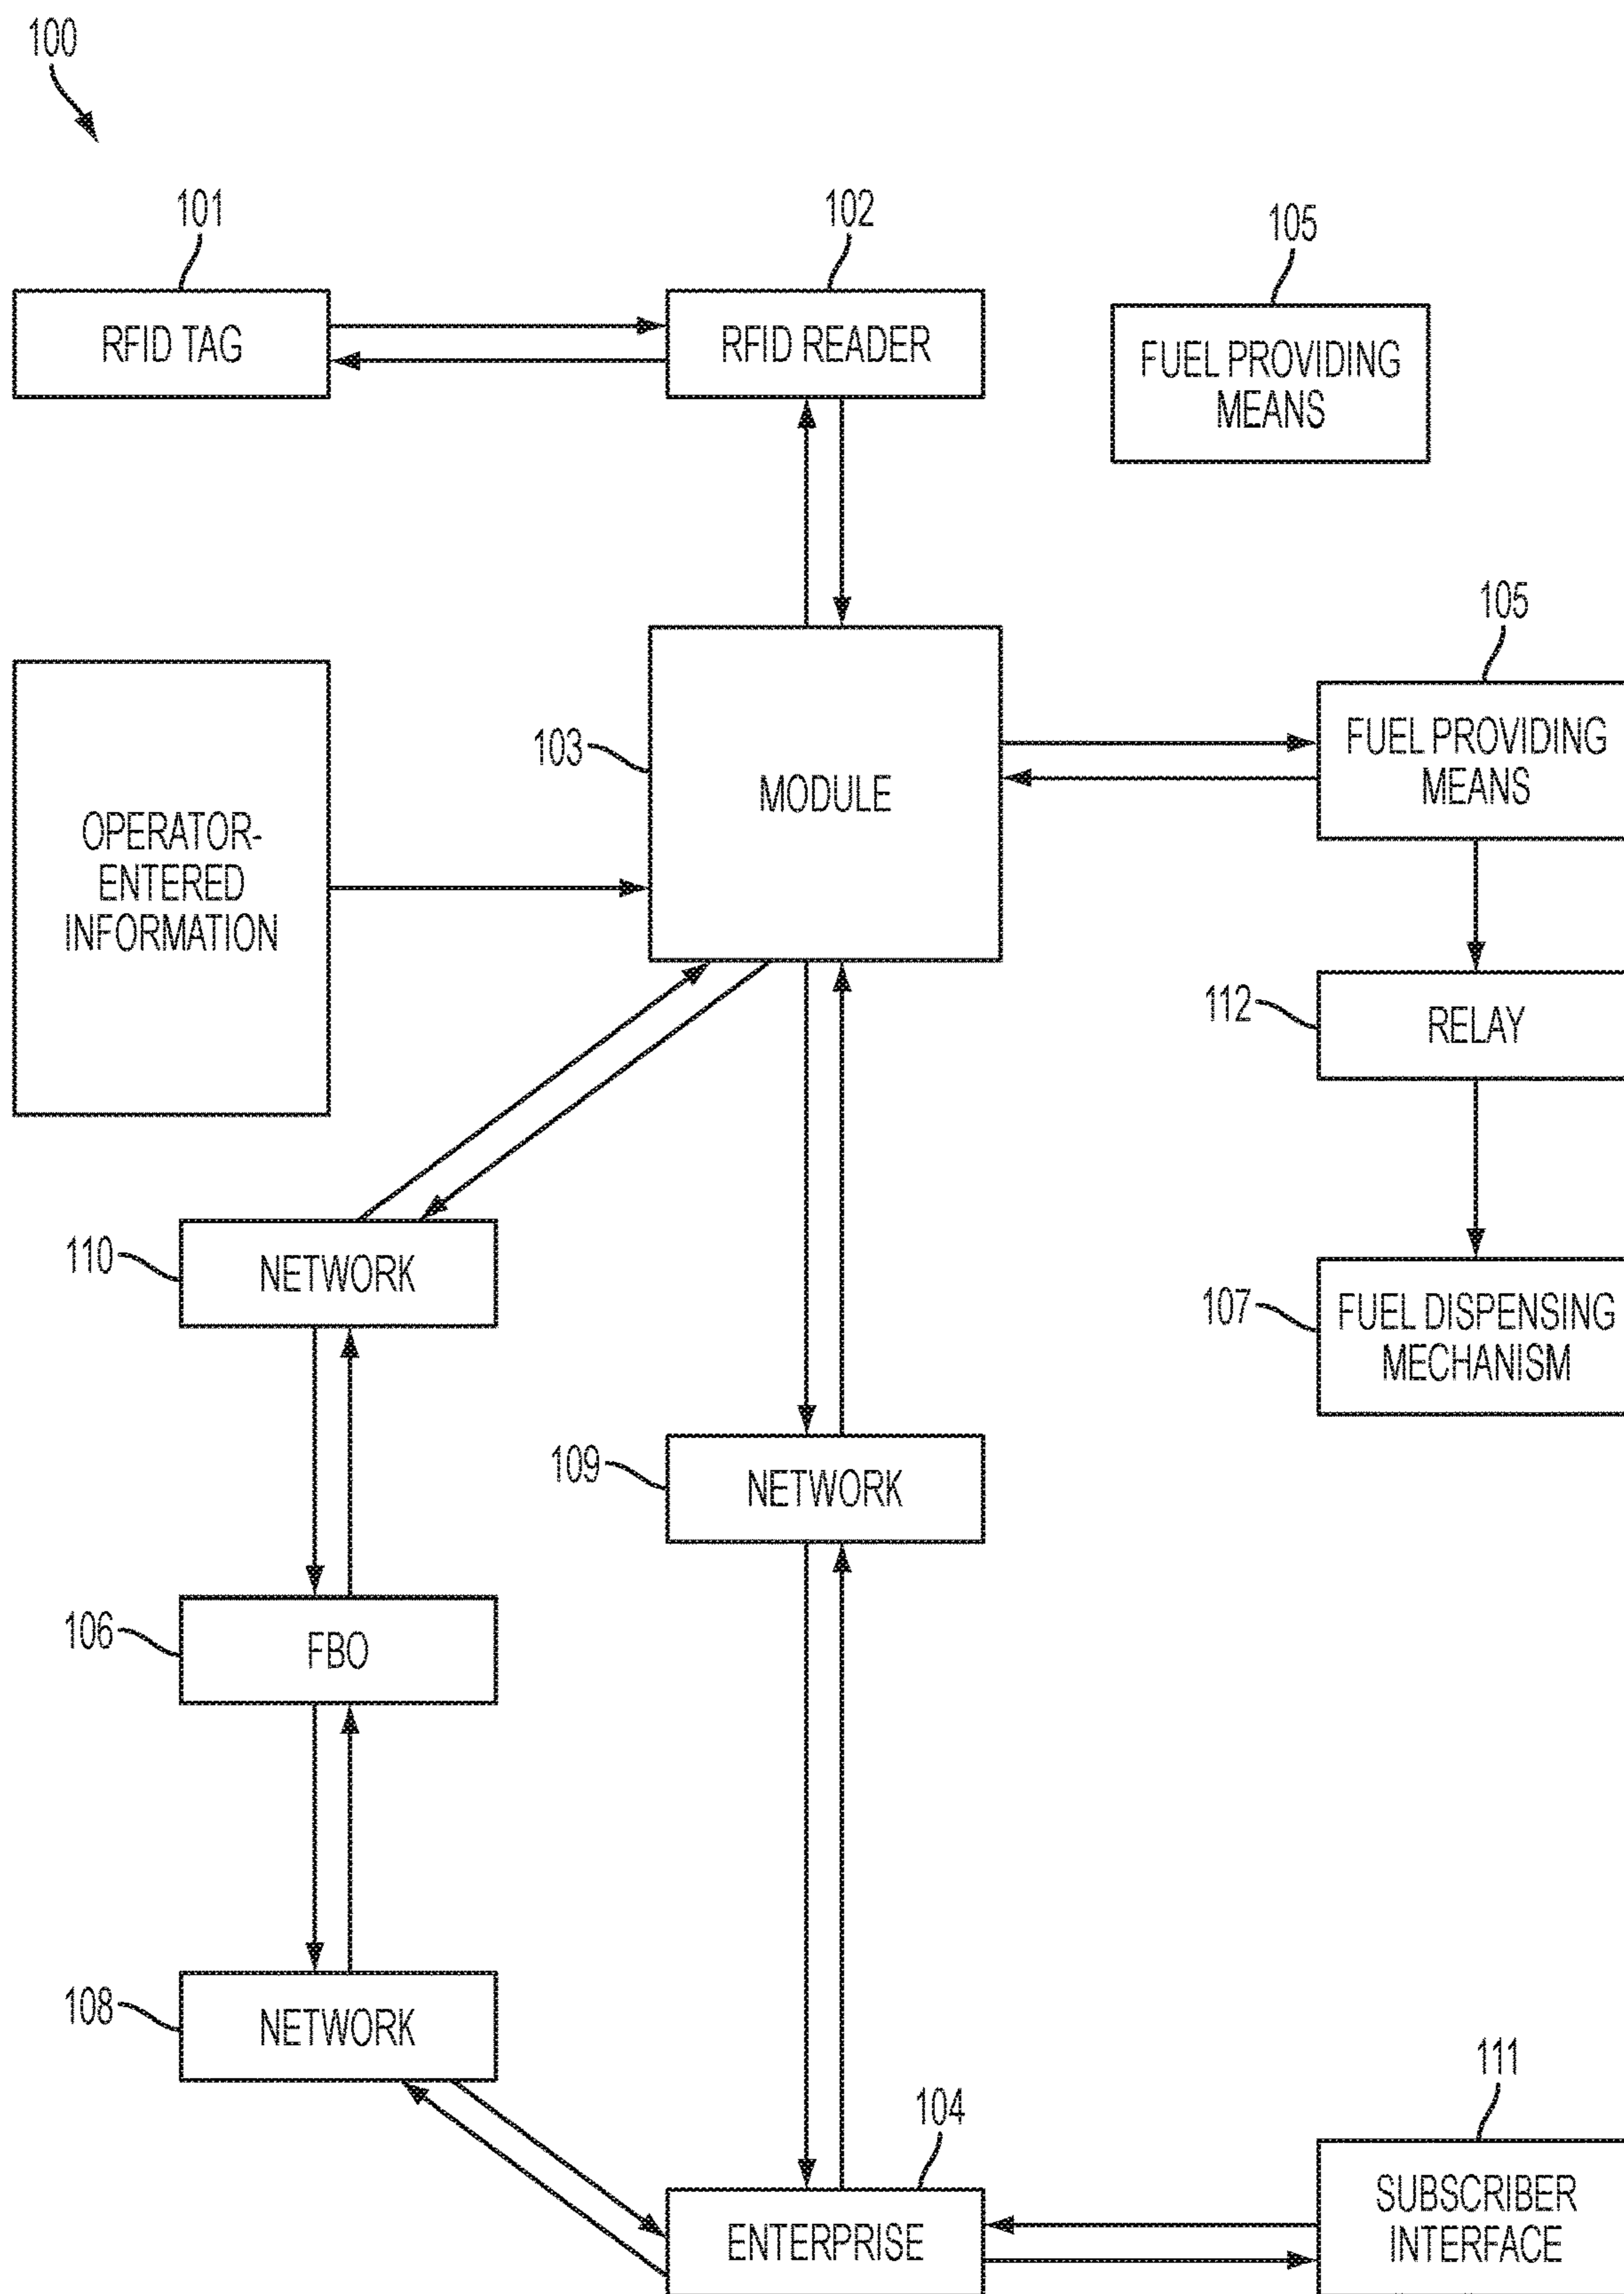 100
101
RFID TAG
102
RFID READER
105
FUEL PROVIDING
MEANS
OPERATOR-
ENTERED
INFORMATION
103
MODULE
105
FUEL PROVIDING
MEANS
112
RELAY
110
NETWORK
107
FUEL DISPENSING
MECHANISM
109
NETWORK
106
FBO
108
NETWORK
104
ENTERPRISE
111
SUBSCRIBER
INTERFACE